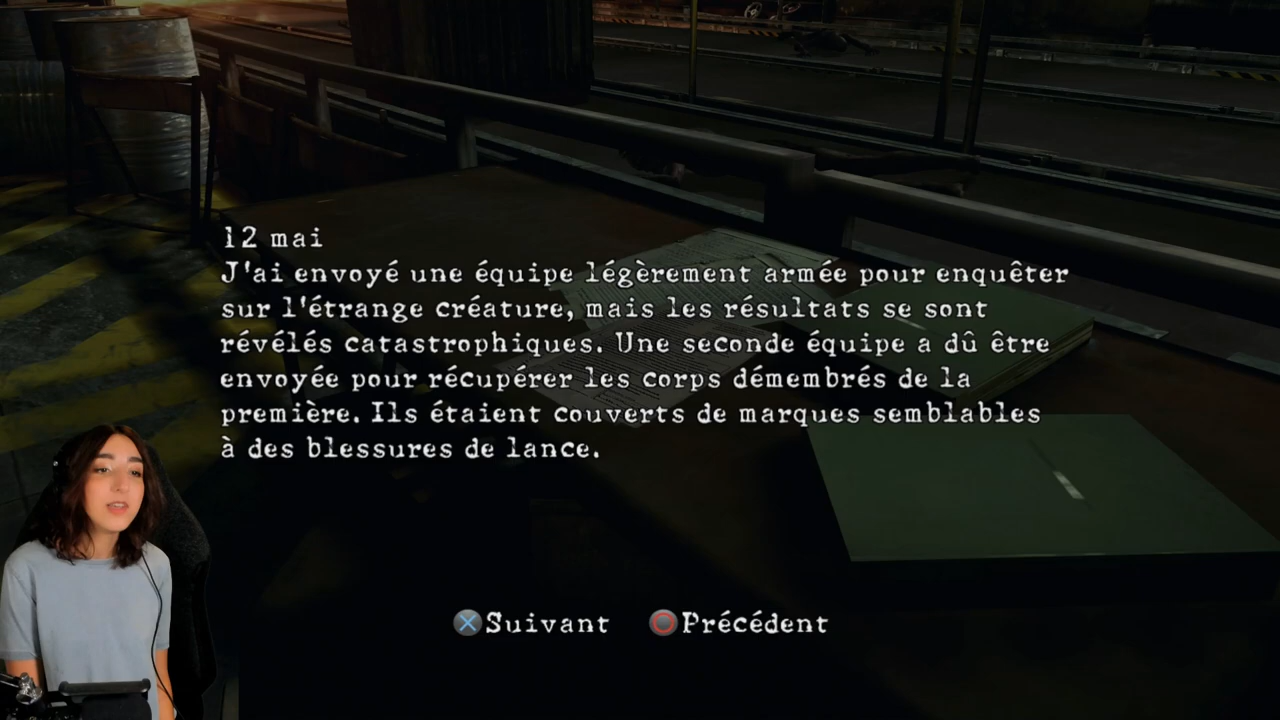 12 mai
J'ai envoyé une équipe légèrement armée pour enquêter
sur l'étrange créature, mais les résultats se sont
révélés catastrophiques. Une seconde équipe a dû être
envoyée pour récupérer les corps démembrés de la
première. Ils étaient couverts de marques semblables
à des blessures de lance.
Suivant Précédent